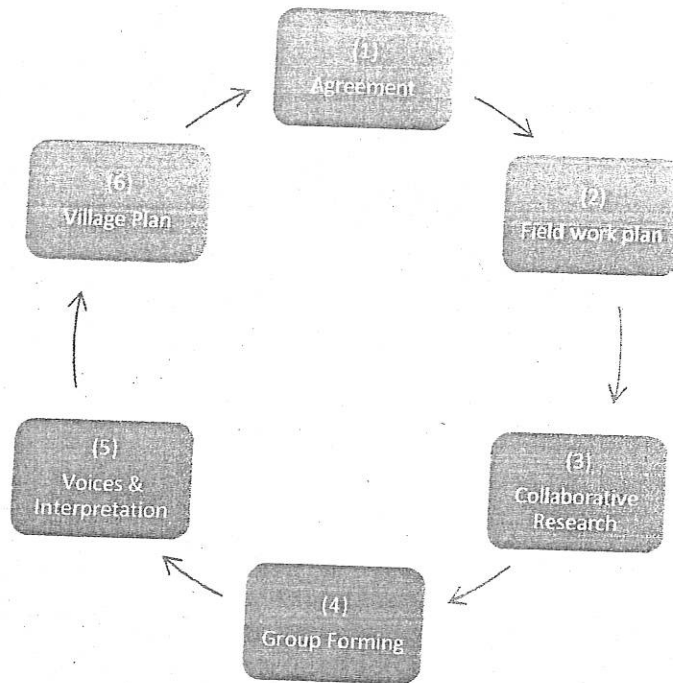 (1)
Agreement
(2)
Field work plan
(3)
Collaborative
Research
(4)
Group Forming
(5)
Voices &
Interpretation
(6)
Village Plan